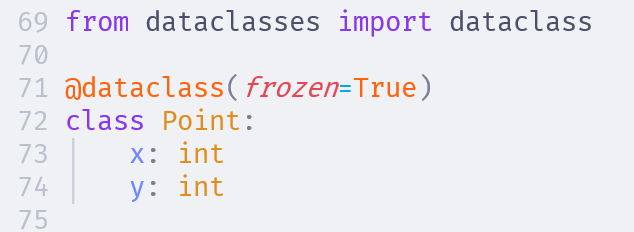 69 from dataclasses import dataclass
70
71 @dataclass(frozen=True)
72 class Point:
73     x: int
74     y: int
75